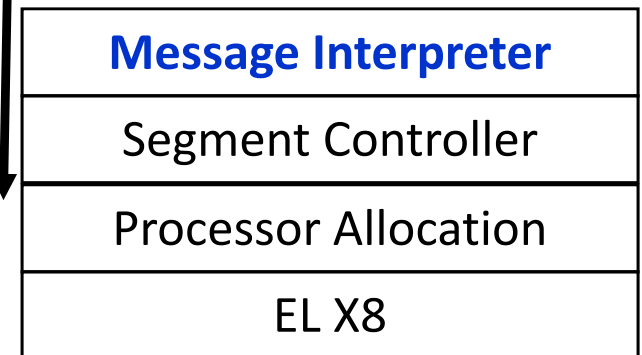 Message Interpreter
Segment Controller
Processor Allocation
EL X8